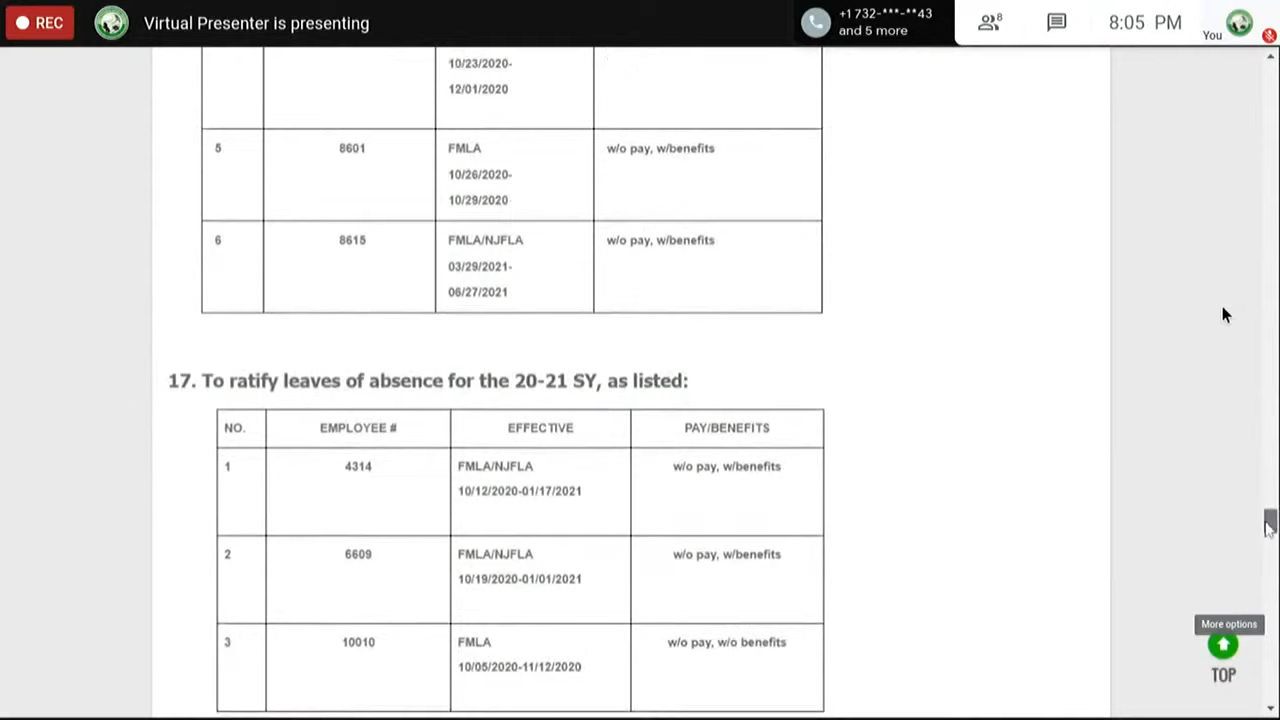 REC
Virtual Presenter is presenting
+1 732-***-**43
and 5 more
8
8:05 PM
You
10/23/2020-
12/01/2020
5 8601 FMLA w/o pay, w/benefits
10/26/2020-
10/29/2020
6 8615 FMLA/NJFLA w/o pay, w/benefits
03/29/2021-
06/27/2021
17. To ratify leaves of absence for the 20-21 SY, as listed:
NO. EMPLOYEE # EFFECTIVE PAY/BENEFITS
1 4314 FMLA/NJFLA w/o pay, w/benefits
10/12/2020-01/17/2021
2 6609 FMLA/NJFLA w/o pay, w/benefits
10/19/2020-01/01/2021
3 10010 FMLA w/o pay, w/o benefits
10/05/2020-11/12/2020
More options
TOP